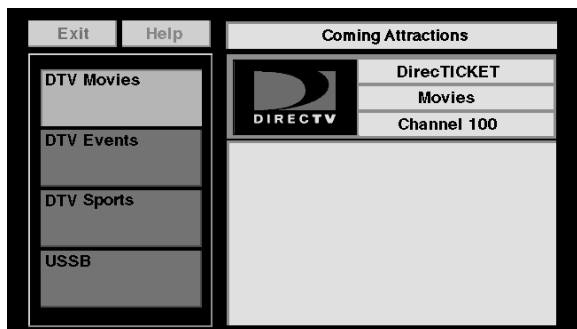 Exit
Help
Coming Attractions
DTV Movies
DTV Events
DTV Sports
USSB
DIRECTV
DirecTICKET
Movies
Channel 100